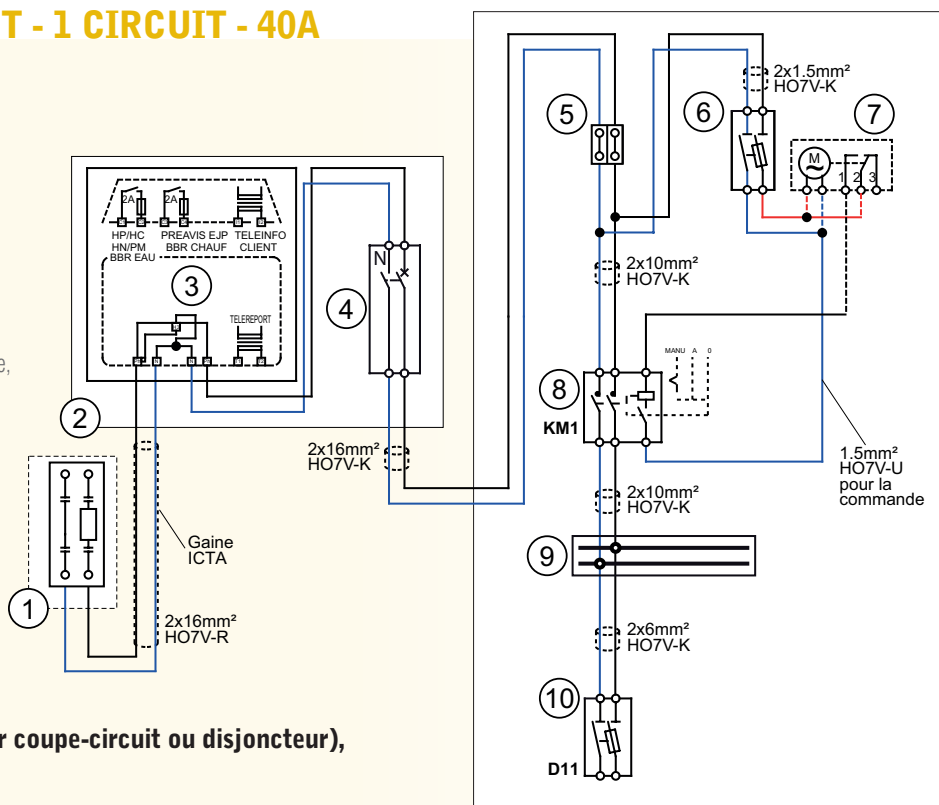 T - 1 CIRCUIT - 40A
2x1.5mm²
HO7V-K
5
6
7
M
1 2 3
2A
2A
HP/HC
HN/PM
BBR EAU
PREAVIS EJP
BBR CHAUF
TELEINFO
CLIENT
N
3
4
TELEREPORT
2x10mm²
HO7V-K
e,
MANU A 0
8
KM1
2
2x16mm²
HO7V-K
1.5mm²
HO7V-U
pour la
commande
2x10mm²
HO7V-K
Gaine
ICTA
9
1
2x16mm²
HO7V-R
2x6mm²
HO7V-K
10
r coupe-circuit ou disjoncteur),
D11